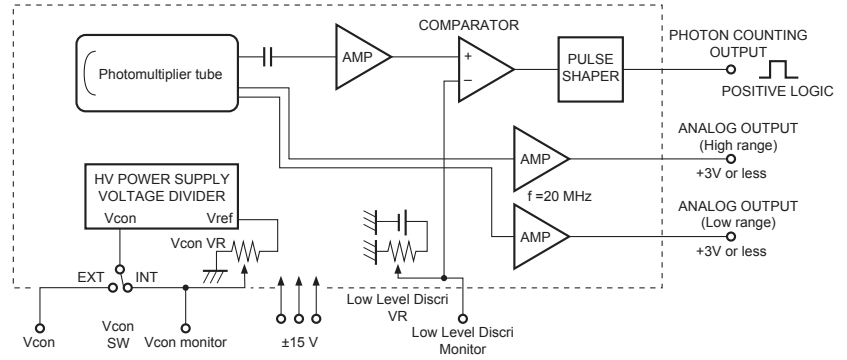 COMPARATOR
PHOTON COUNTING
OUTPUT
POSITIVE LOGIC
Photomultiplier tube
AMP
+
−
PULSE
SHAPER
ANALOG OUTPUT
(High range)
+3V or less
AMP
f =20 MHz
HV POWER SUPPLY
VOLTAGE DIVIDER
Vcon
Vref
Vcon VR
ANALOG OUTPUT
(Low range)
+3V or less
AMP
EXT
INT
Vcon
Vcon
SW
Vcon monitor
±15 V
Low Level Discri
VR
Low Level Discri
Monitor